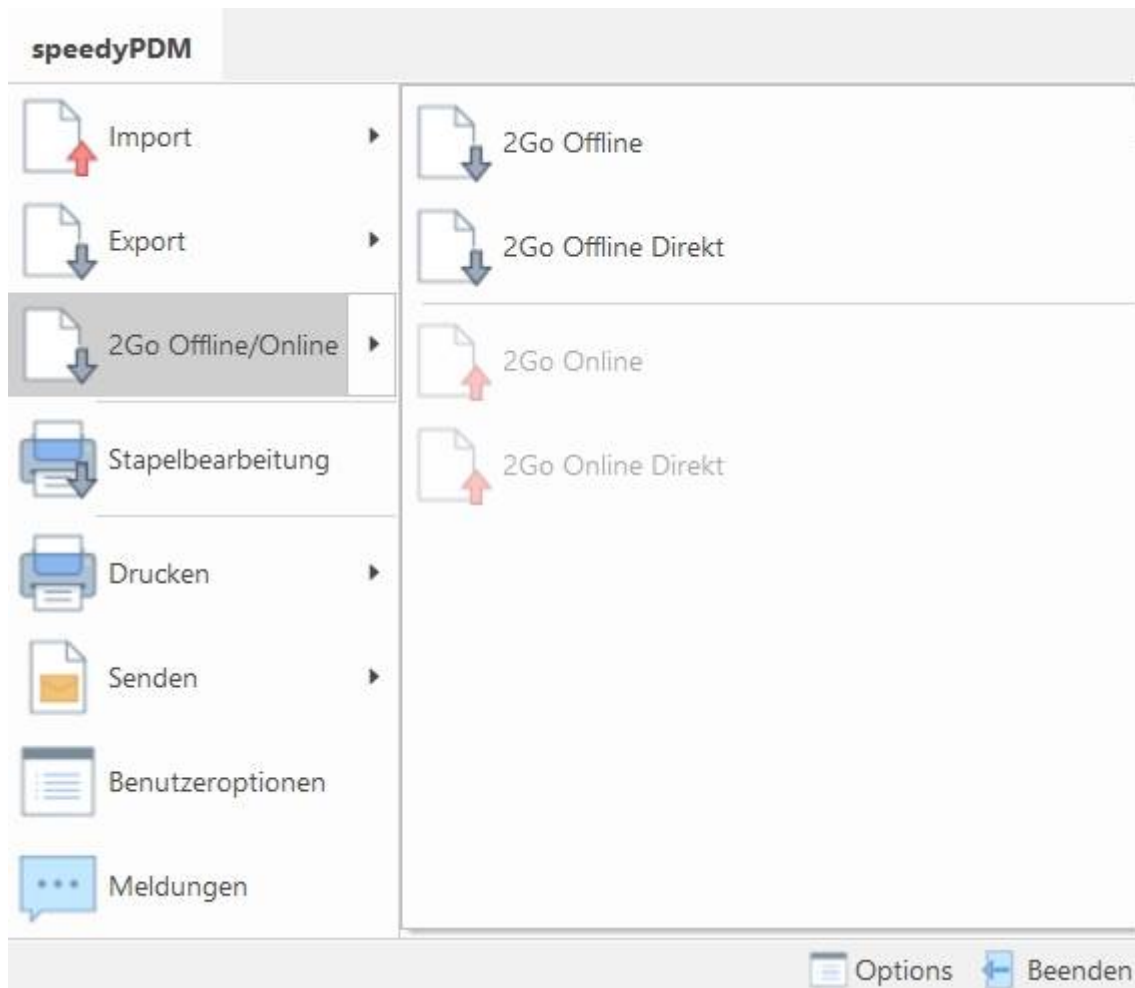 speedyPDM
Import
Export
2Go Offline/Online
Stapelbearbeitung
Drucken
Senden
Benutzeroptionen
Meldungen
2Go Offline
2Go Offline Direkt
2Go Online
2Go Online Direkt
Options
Beenden